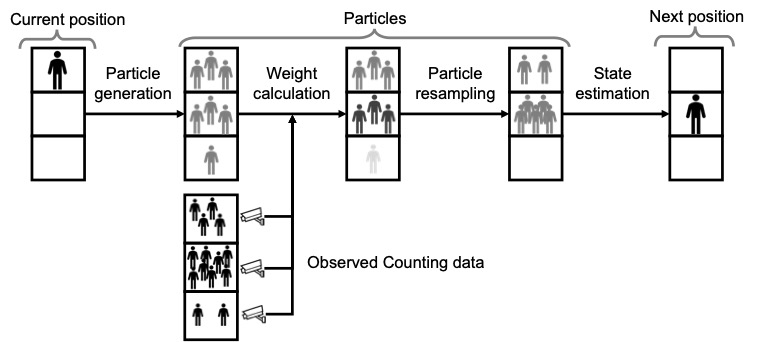 Current position
Particles
Next position
Particle
generation
Weight
calculation
Particle
resampling
State
estimation
Observed Counting data